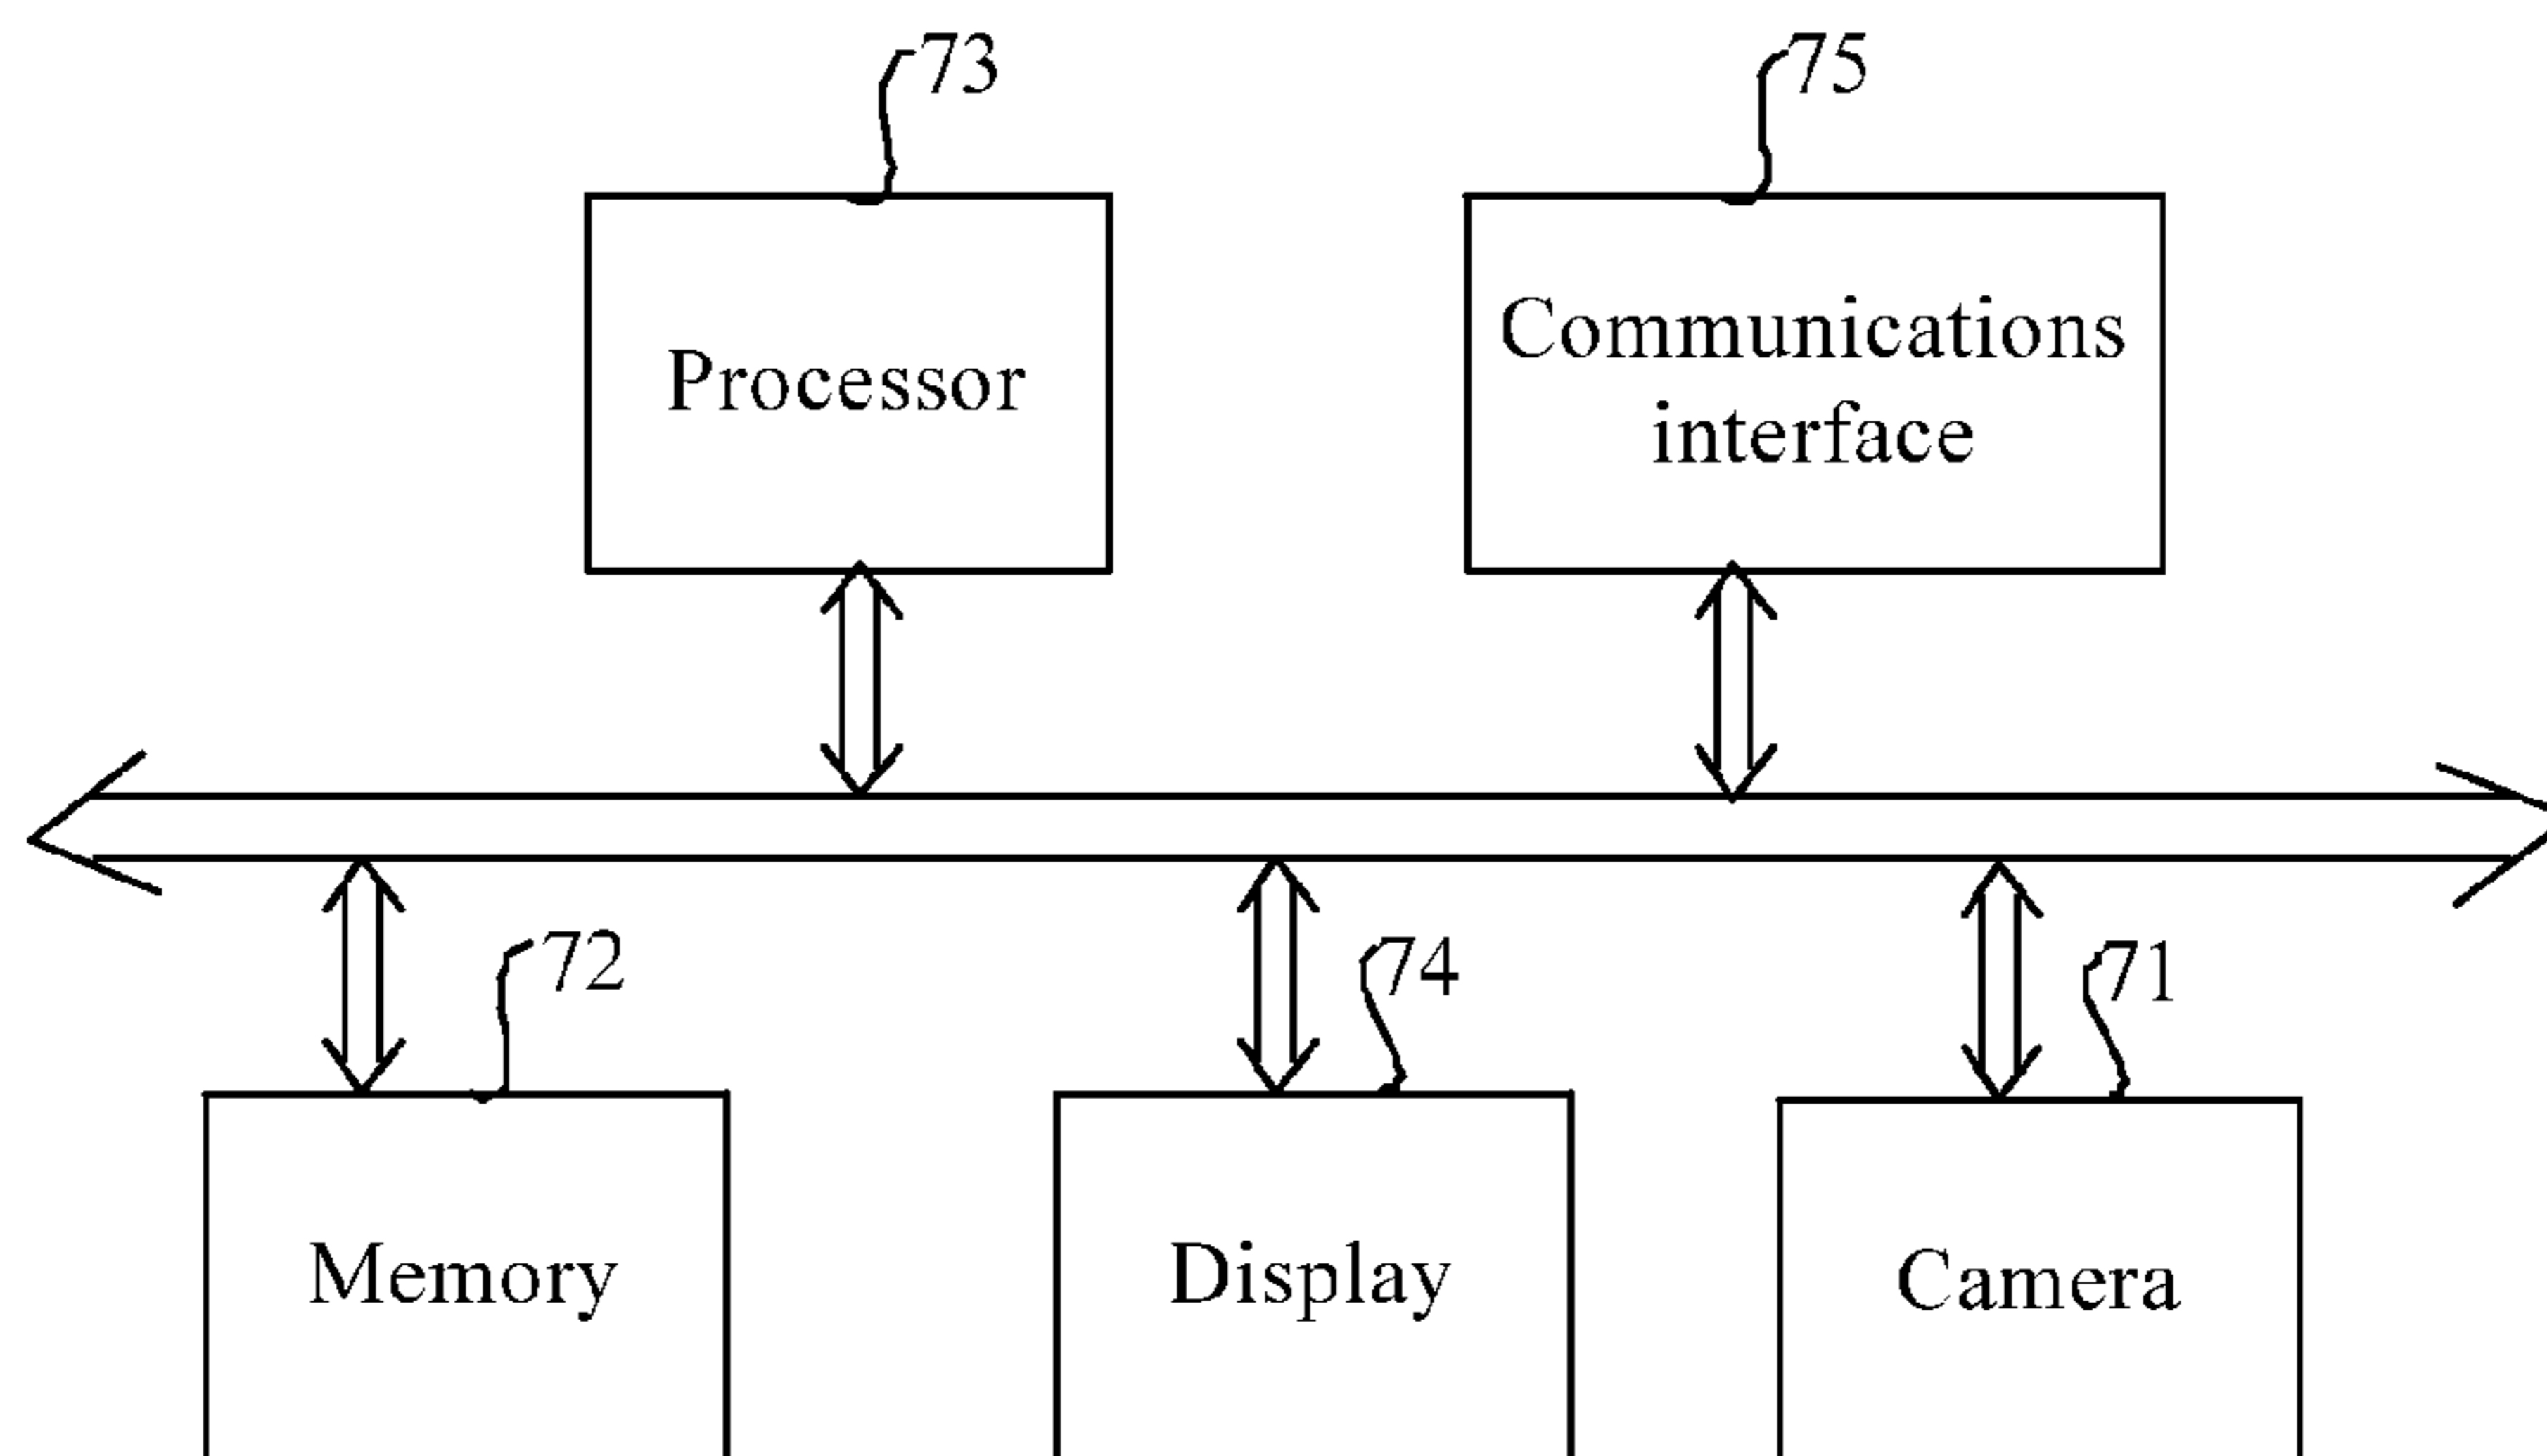 73
75
Processor
Communications
interface
72
74
71
Memory
Display
Camera